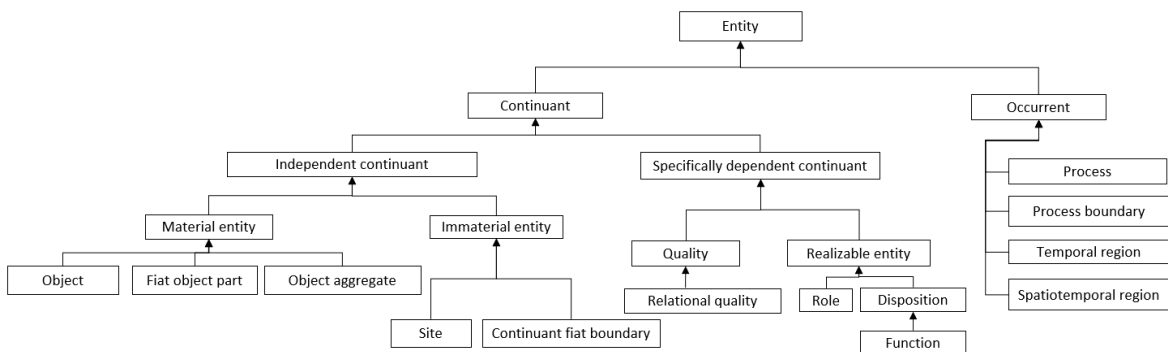 Entity
Continuant
Occurrent
Independent continuant
Specifically dependent continuant
Process
Process boundary
Temporal region
Spatiotemporal region
Material entity
Immaterial entity
Quality
Realizable entity
Object
Fiat object part
Object aggregate
Relational quality
Role
Disposition
Site
Continuant fiat boundary
Function